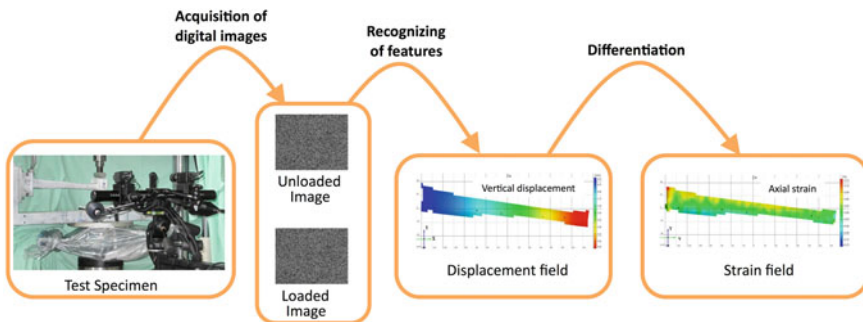 Acquisition of
digital images
Recognizing
of features
Differentiation
Test Specimen
Unloaded
Image
Loaded
Image
Vertical displacement
Displacement field
Axial strain
Strain field